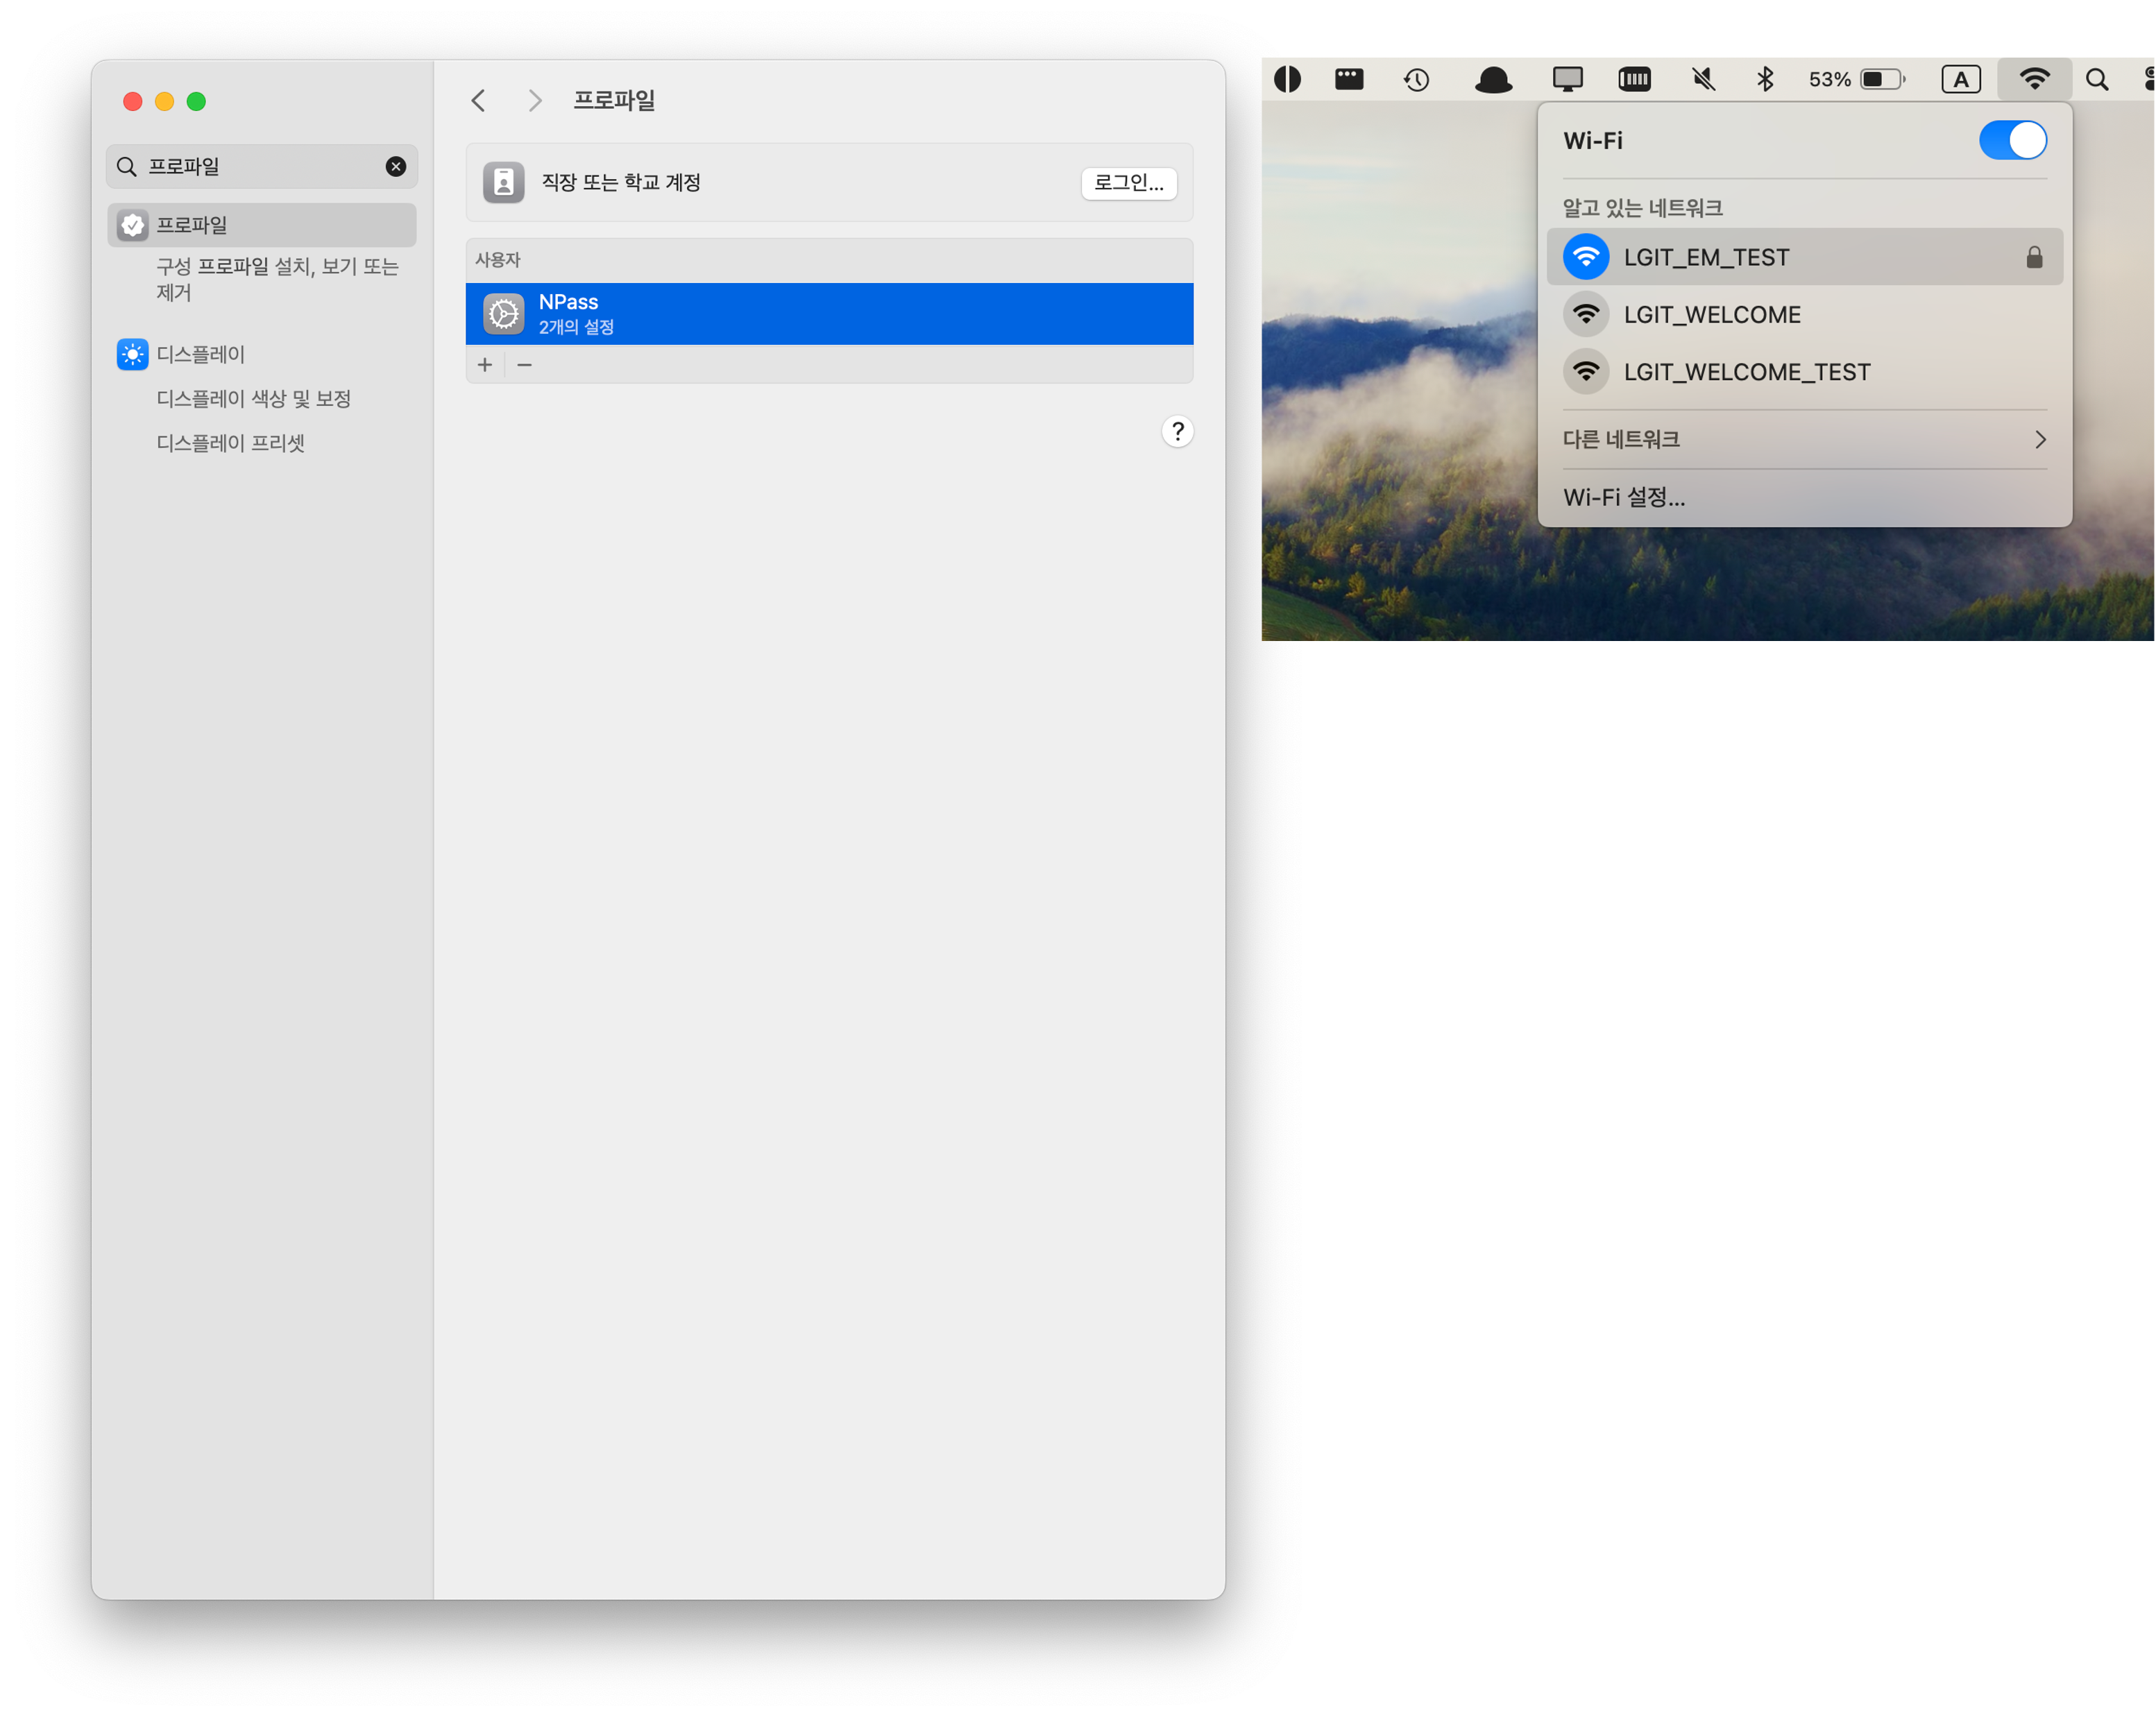 프로파일
프로파일
구성 프로파일 설치, 보기 또는
제거
디스플레이
디스플레이 색상 및 보정
디스플레이 프리셋
프로파일
직장 또는 학교 계정
로그인...
사용자
NPass
2개의 설정
+ −
?
53%
A
Wi-Fi
알고 있는 네트워크
LGIT_EM_TEST
LGIT_WELCOME
LGIT_WELCOME_TEST
다른 네트워크
Wi-Fi 설정...